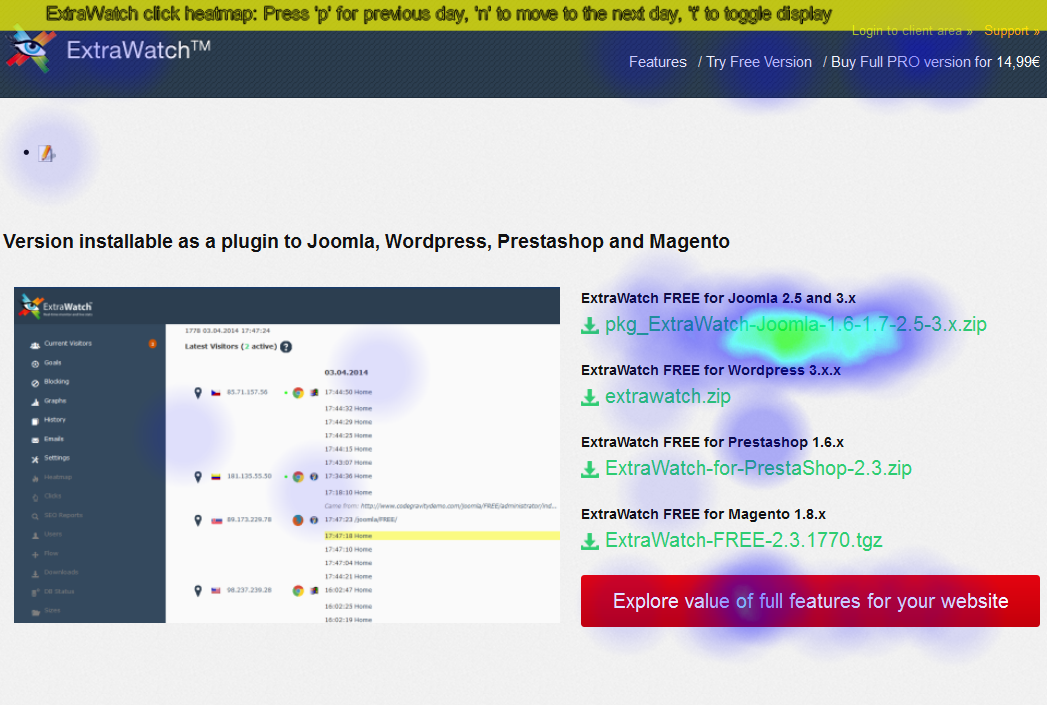 ExtraWatch click heatmap: Press 'p' for previous day, 'n' to move to the next day, 't' to toggle display
Login to client area » Support »
ExtraWatch™
Features / Try Free Version / Buy Full PRO version for 14,99€
Version installable as a plugin to Joomla, Wordpress, Prestashop and Magento
ExtraWatch
1778 03.04.2014 17:47:24
Latest Visitors (2 active) ?
Current Visitors
Goals
Blocking
Graphs
History
Emails
Settings
Heatmap
Clicks
SEO Reports
Users
Flow
Downloads
DB Status
Sizes
03.04.2014
85.71.157.56 17:44:50 Home
17:44:32 Home
17:44:29 Home
17:44:23 Home
17:44:13 Home
17:43:07 Home
181.135.55.50 17:34:36 Home
17:18:10 Home
Came from: http://www.codegravitydemo.com/joomla/FREE/administrator/ind...
89.173.229.70 17:47:23 /joomla/FREE/
17:47:18 Home
17:47:10 Home
17:47:04 Home
17:44:21 Home
98.237.239.28 16:02:47 Home
16:02:23 Home
16:02:19 Home
ExtraWatch FREE for Joomla 2.5 and 3.x
pkg_ExtraWatch-Joomla-1.6-1.7-2.5-3.x.zip
ExtraWatch FREE for Wordpress 3.x.x
extrawatch.zip
ExtraWatch FREE for Prestashop 1.6.x
ExtraWatch-for-PrestaShop-2.3.zip
ExtraWatch FREE for Magento 1.8.x
ExtraWatch-FREE-2.3.1770.tgz
Explore value of full features for your website